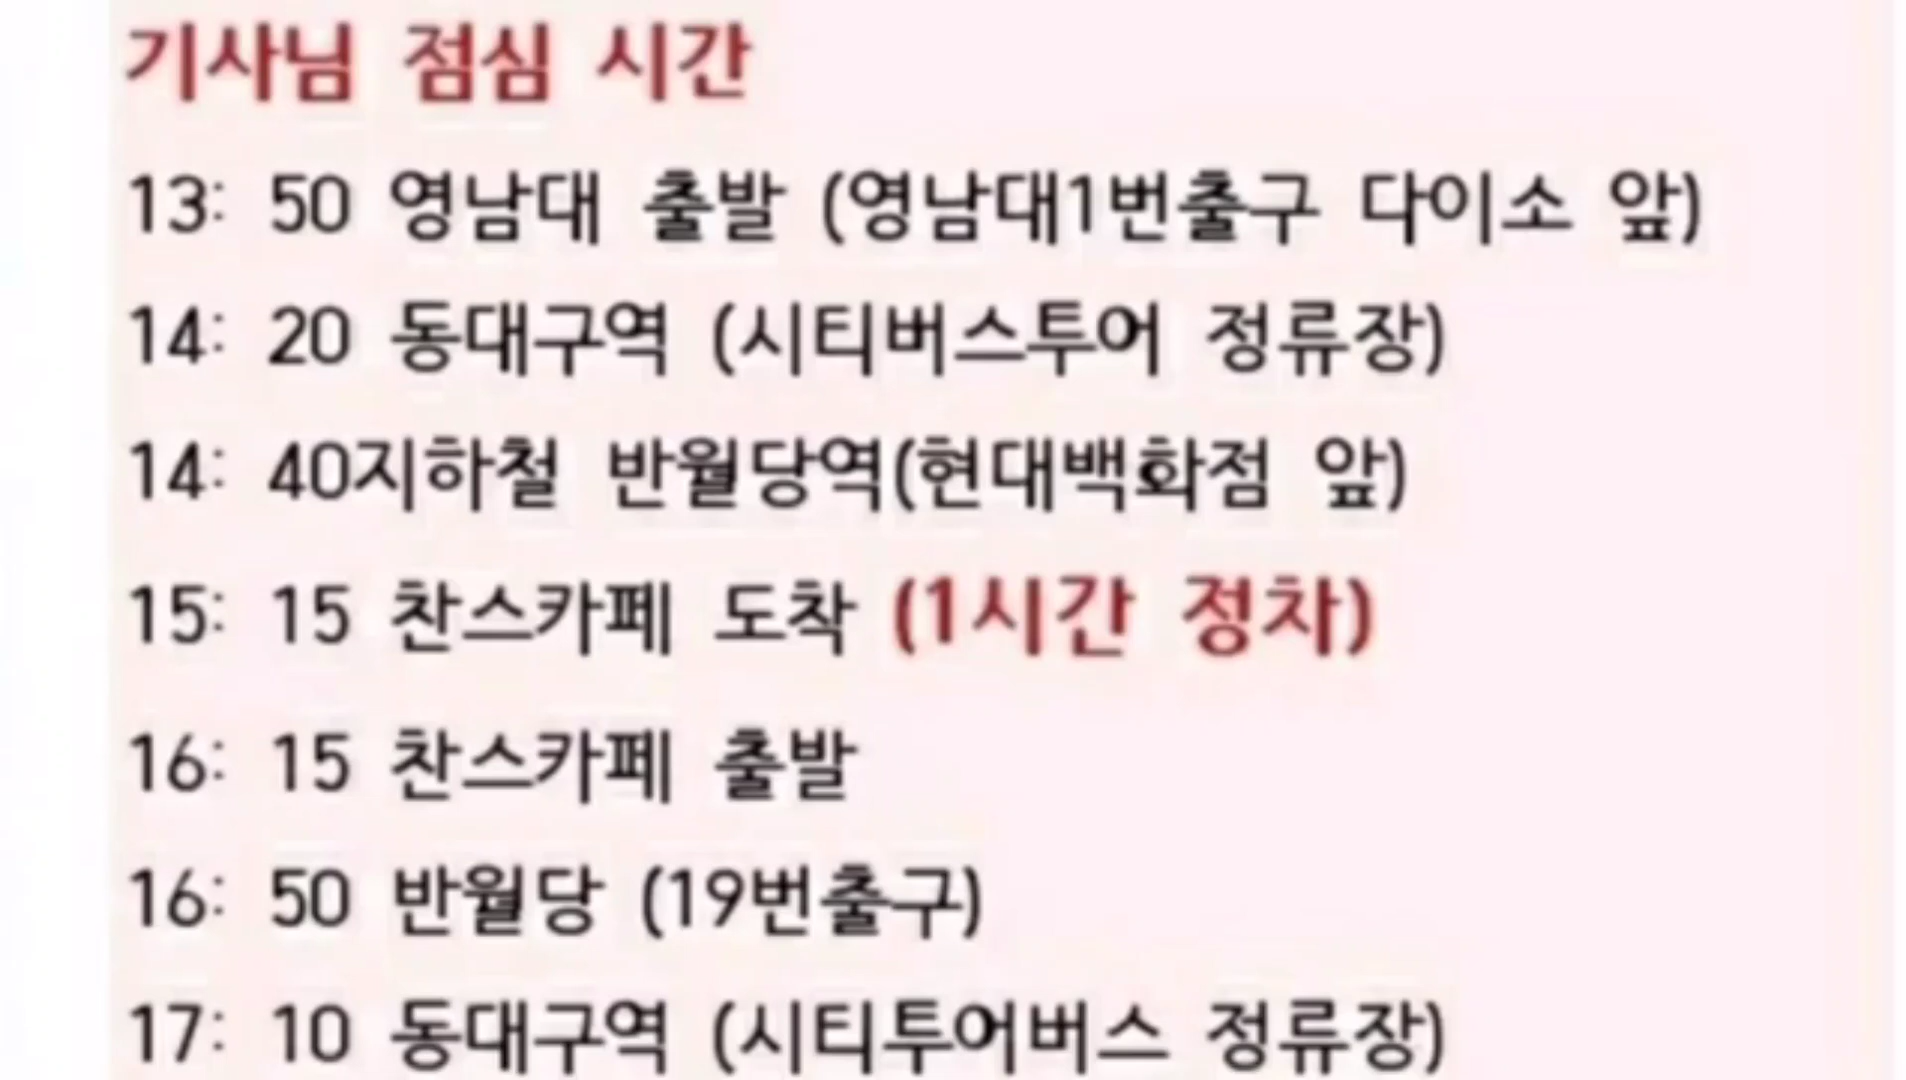 기사님 점심 시간
13: 50 영남대 출발 (영남대1번출구 다이소 앞)
14: 20 동대구역 (시티버스투어 정류장)
14: 40지하철 반월당역(현대백화점 앞)
15: 15 찬스카페 도착 (1시간 정차)
16: 15 찬스카페 출발
16: 50 반월당 (19번출구)
17: 10 동대구역 (시티투어버스 정류장)